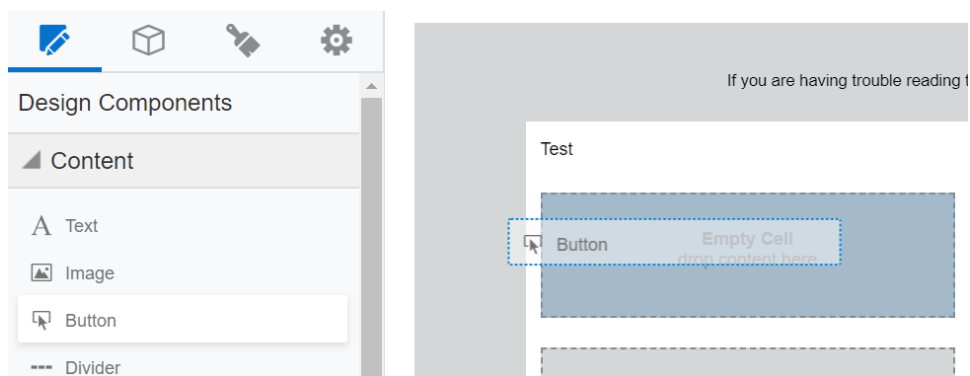 Design Components
Content
Text
Image
Button
Divider
If you are having trouble reading t
Test
Button
Empty Cell
drop content here